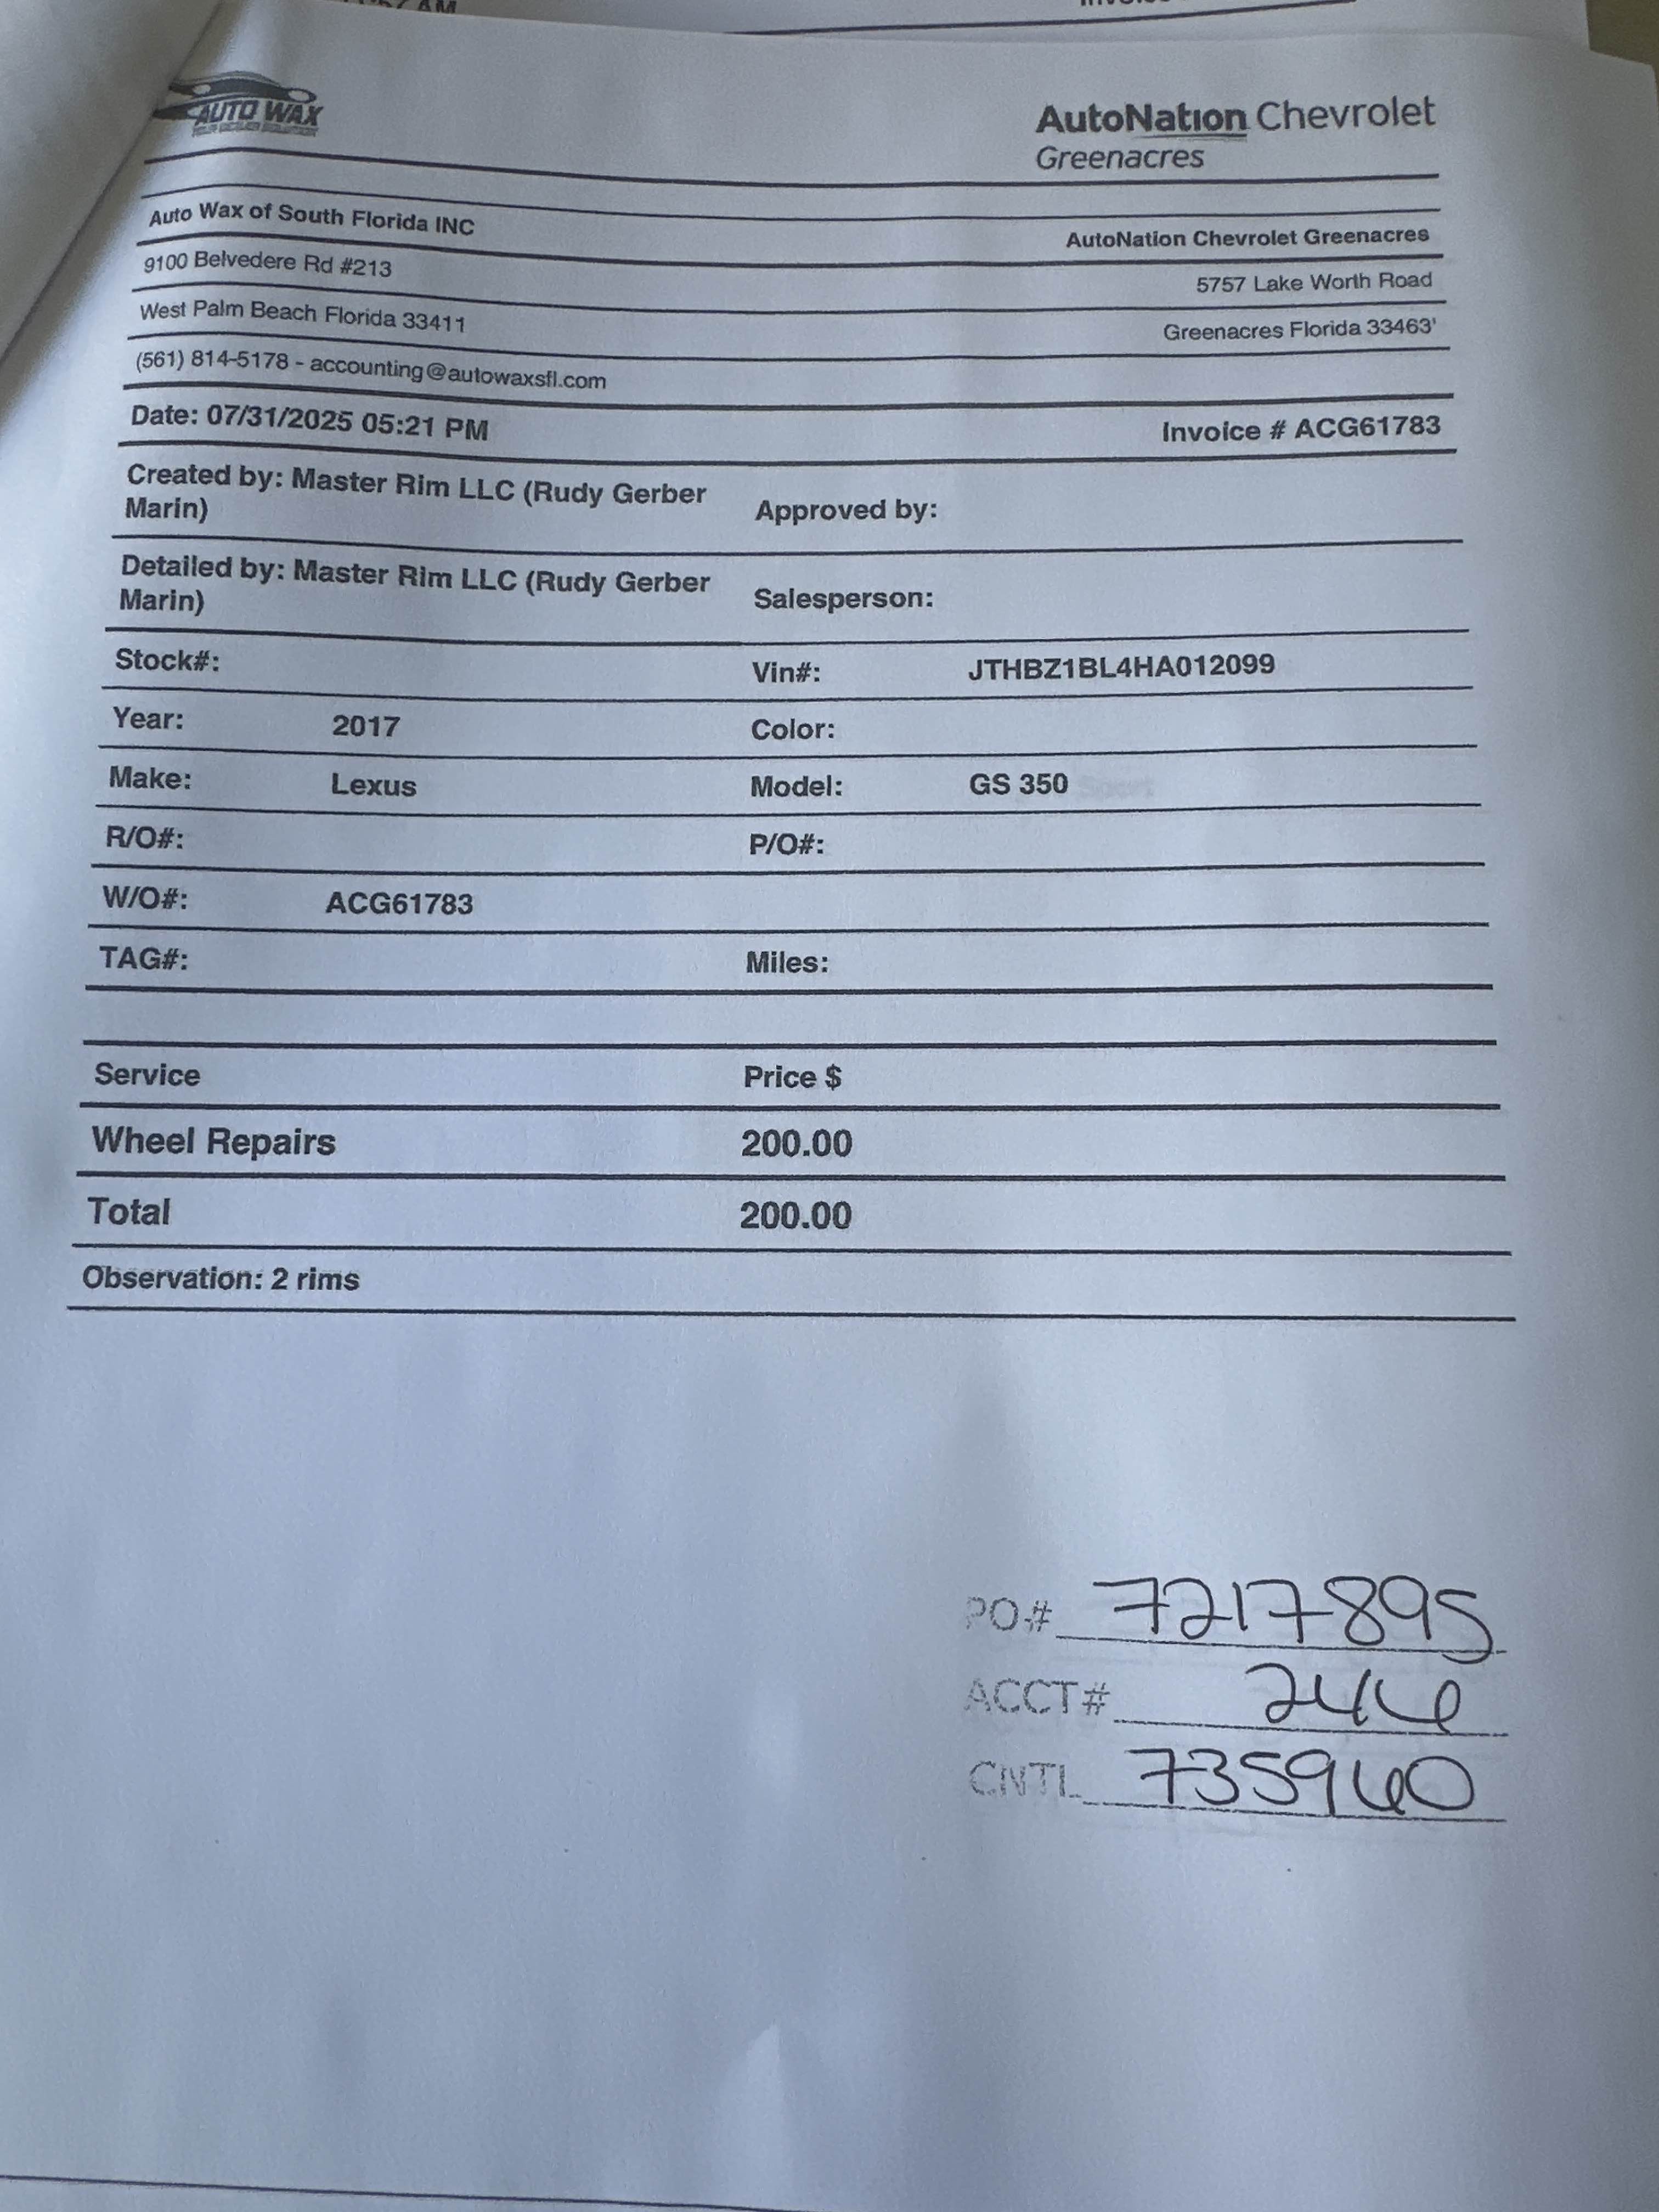 AM
AUTO WAX
AutoNation Chevrolet
Greenacres
Auto Wax of South Florida INC
AutoNation Chevrolet Greenacres
9100 Belvedere Rd #213
5757 Lake Worth Road
West Palm Beach Florida 33411
Greenacres Florida 33463'
(561) 814-5178 - accounting@autowaxsfl.com
Date: 07/31/2025 05:21 PM
Invoice # ACG61783
Created by: Master Rim LLC (Rudy Gerber
Marin)
Approved by:
Detailed by: Master Rim LLC (Rudy Gerber
Marin)
Salesperson:
Stock#:
Vin#: JTHBZ1BL4HA012099
Year: 2017
Color:
Make: Lexus
Model: GS 350
R/O#:
P/O#:
W/O#: ACG61783
TAG#:
Miles:
Service Price $
Wheel Repairs 200.00
Total 200.00
Observation: 2 rims
PO# 7217895
ACCT#
CNTL 735960